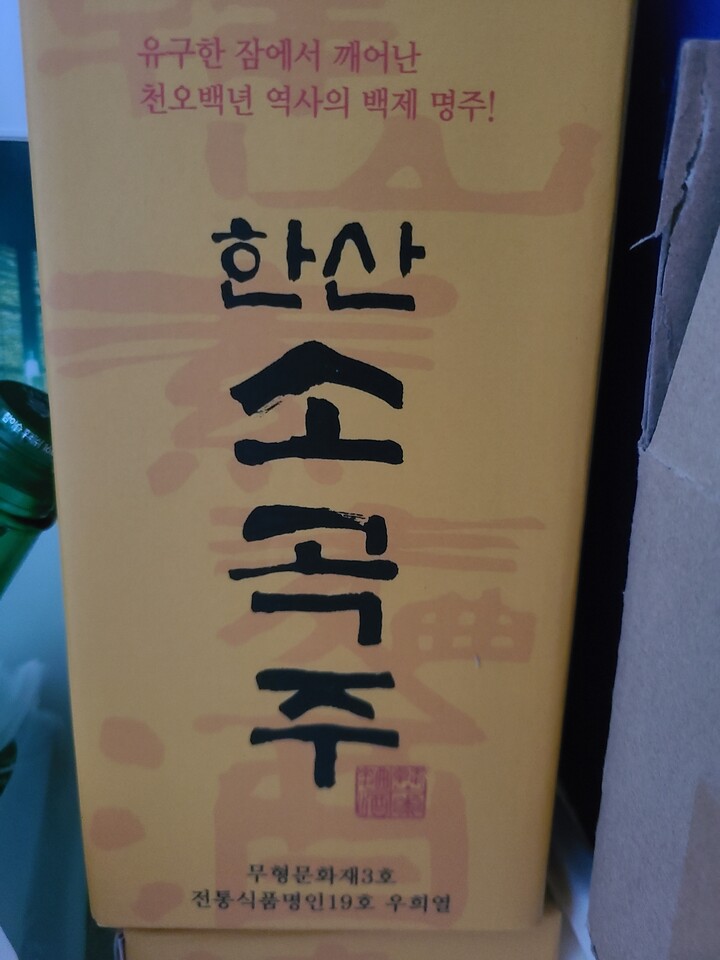 유구한 잠에서 깨어난
천오백년 역사의 백제 명주!
한산
소
곡
주
무형문화재3호
전통식품명인19호 우희열